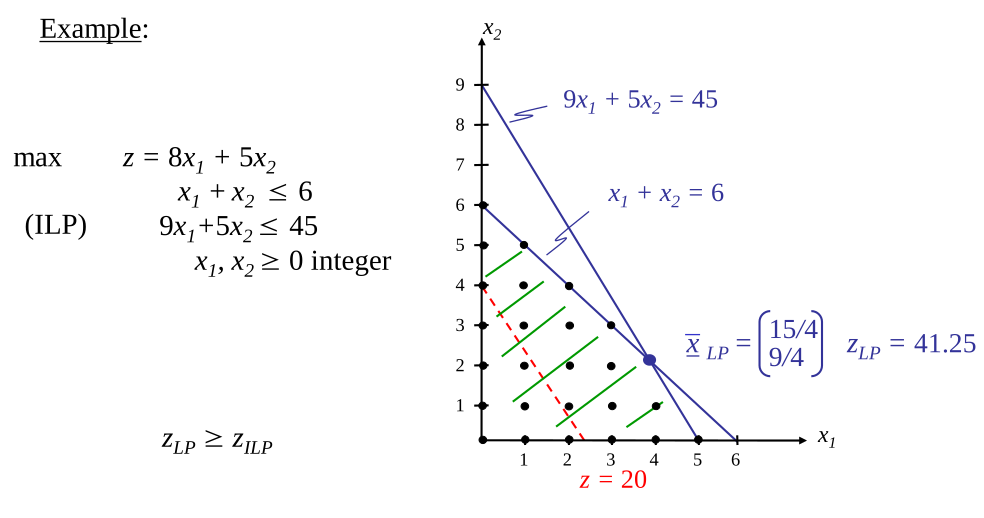 Example:
max z = 8x1 + 5x2
x1 + x2 ≤ 6
(ILP) 9x1+5x2 ≤ 45
x1, x2 ≥ 0 integer
zLP ≥ zILP
x2
9
8
7
6
5
4
3
2
1
9x1 + 5x2 = 45
x1 + x2 = 6
x̄ LP = (15/4 9/4) zLP = 41.25
x1
1 2 3 4 5 6
z = 20